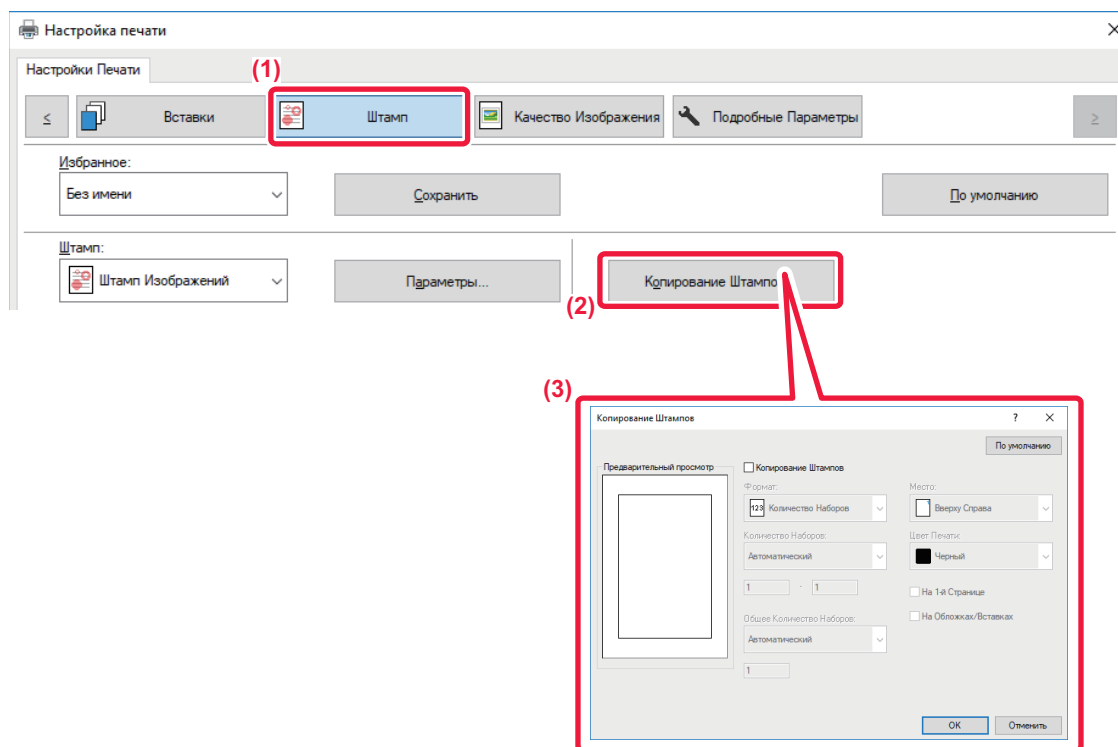 Настройка печати
Настройки Печати
(1)
<
Вставки
Штамп
Качество Изображения
Подробные Параметры
>
Избранное:
Без имени
Сохранить
По умолчанию
Штамп:
Штамп Изображений
Параметры...
Копирование Штампо
(2)
(3)
Копирование Штампов
?
По умолчанию
Предварительный просмотр
Копирование Штампов
Формат:
Место:
123 Количество Наборов
Вверху Справа
Количество Наборов:
Цвет Печати:
Автоматический
Черный
1 - 1
На 1-й Странице
Общее Количество Наборов:
На Обложках/Вставках
Автоматический
1
OK
Отменить